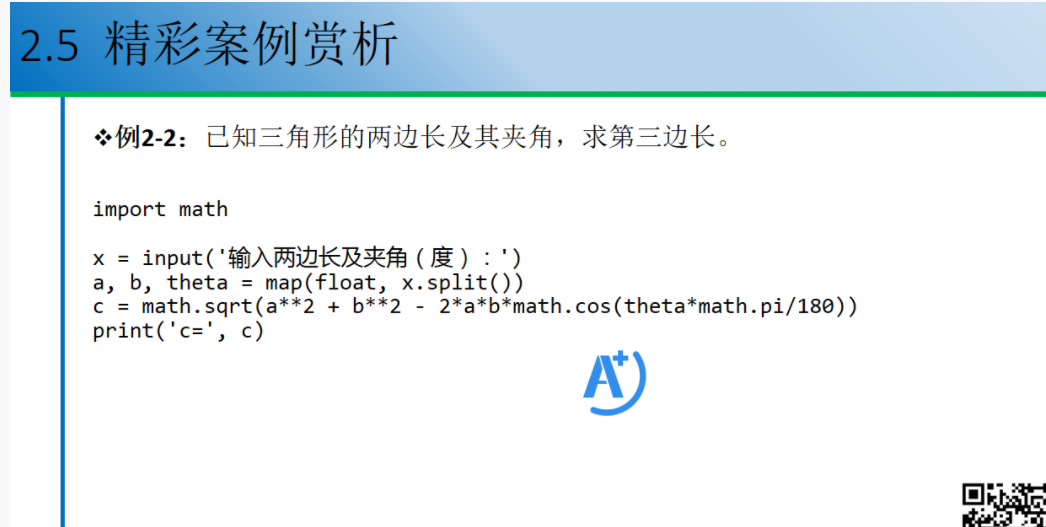 2.5 精彩案例赏析
❖例2-2：已知三角形的两边长及其夹角，求第三边长。
import math
x = input('输入两边长及夹角（度）：')
a, b, theta = map(float, x.split())
c = math.sqrt(a**2 + b**2 - 2*a*b*math.cos(theta*math.pi/180))
print('c=', c)
A+